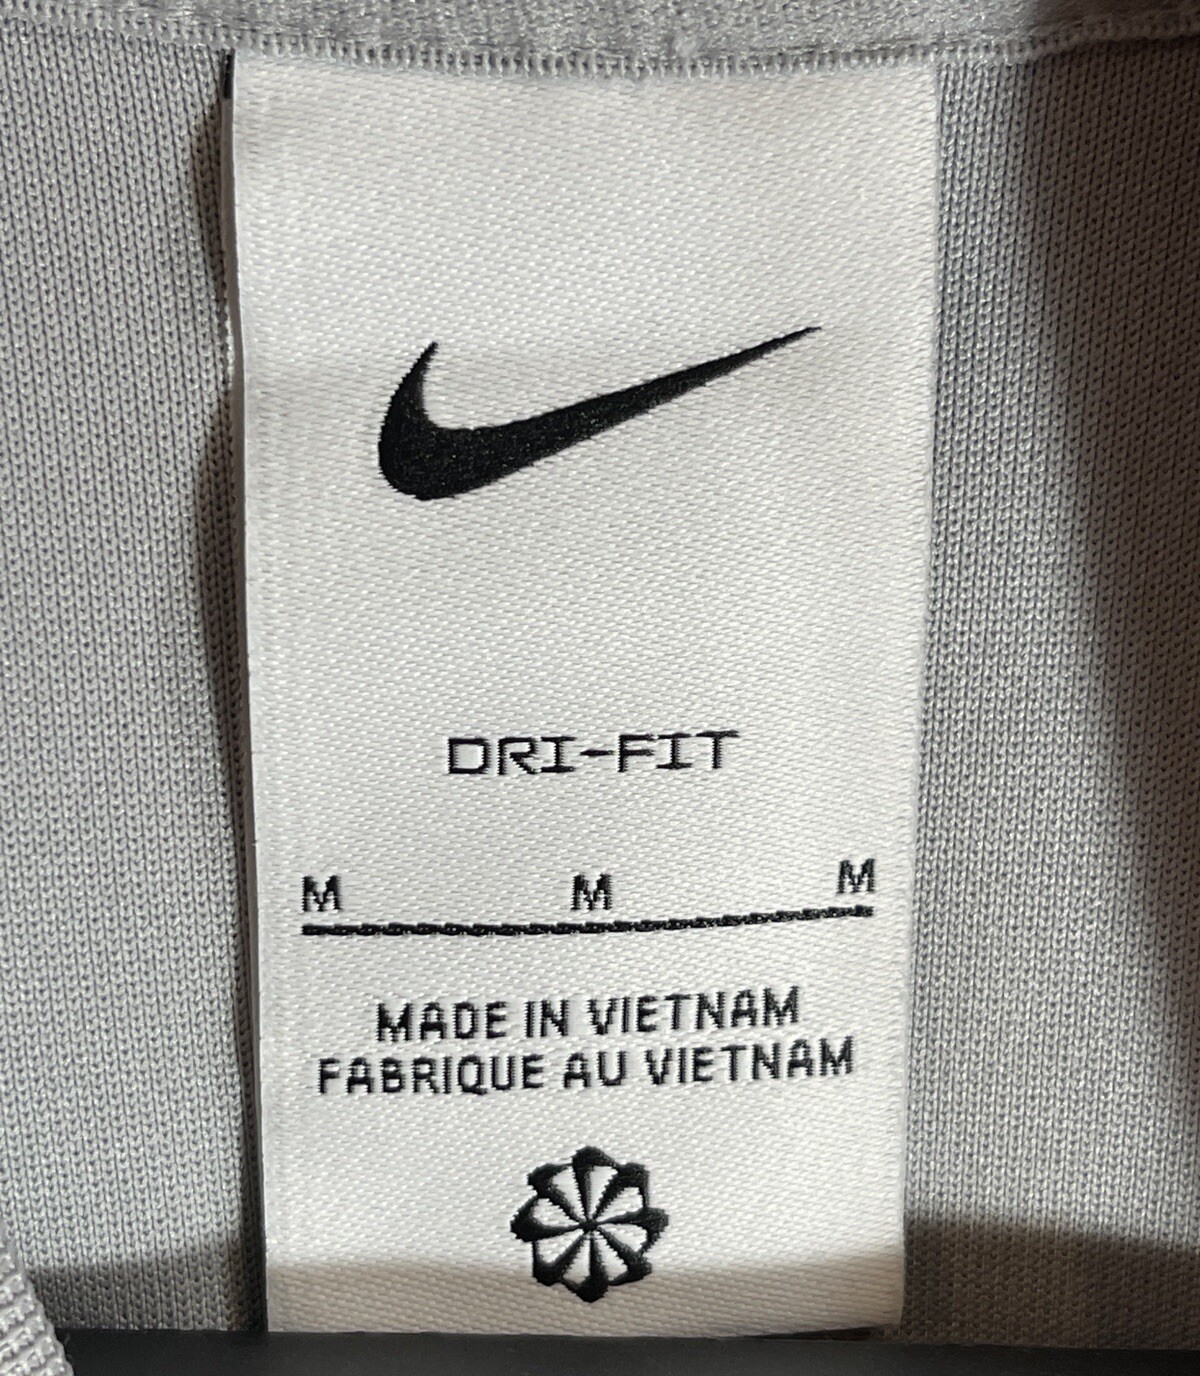 DRI-FIT
M M M
MADE IN VIETNAM
FABRIQUE AU VIETNAM